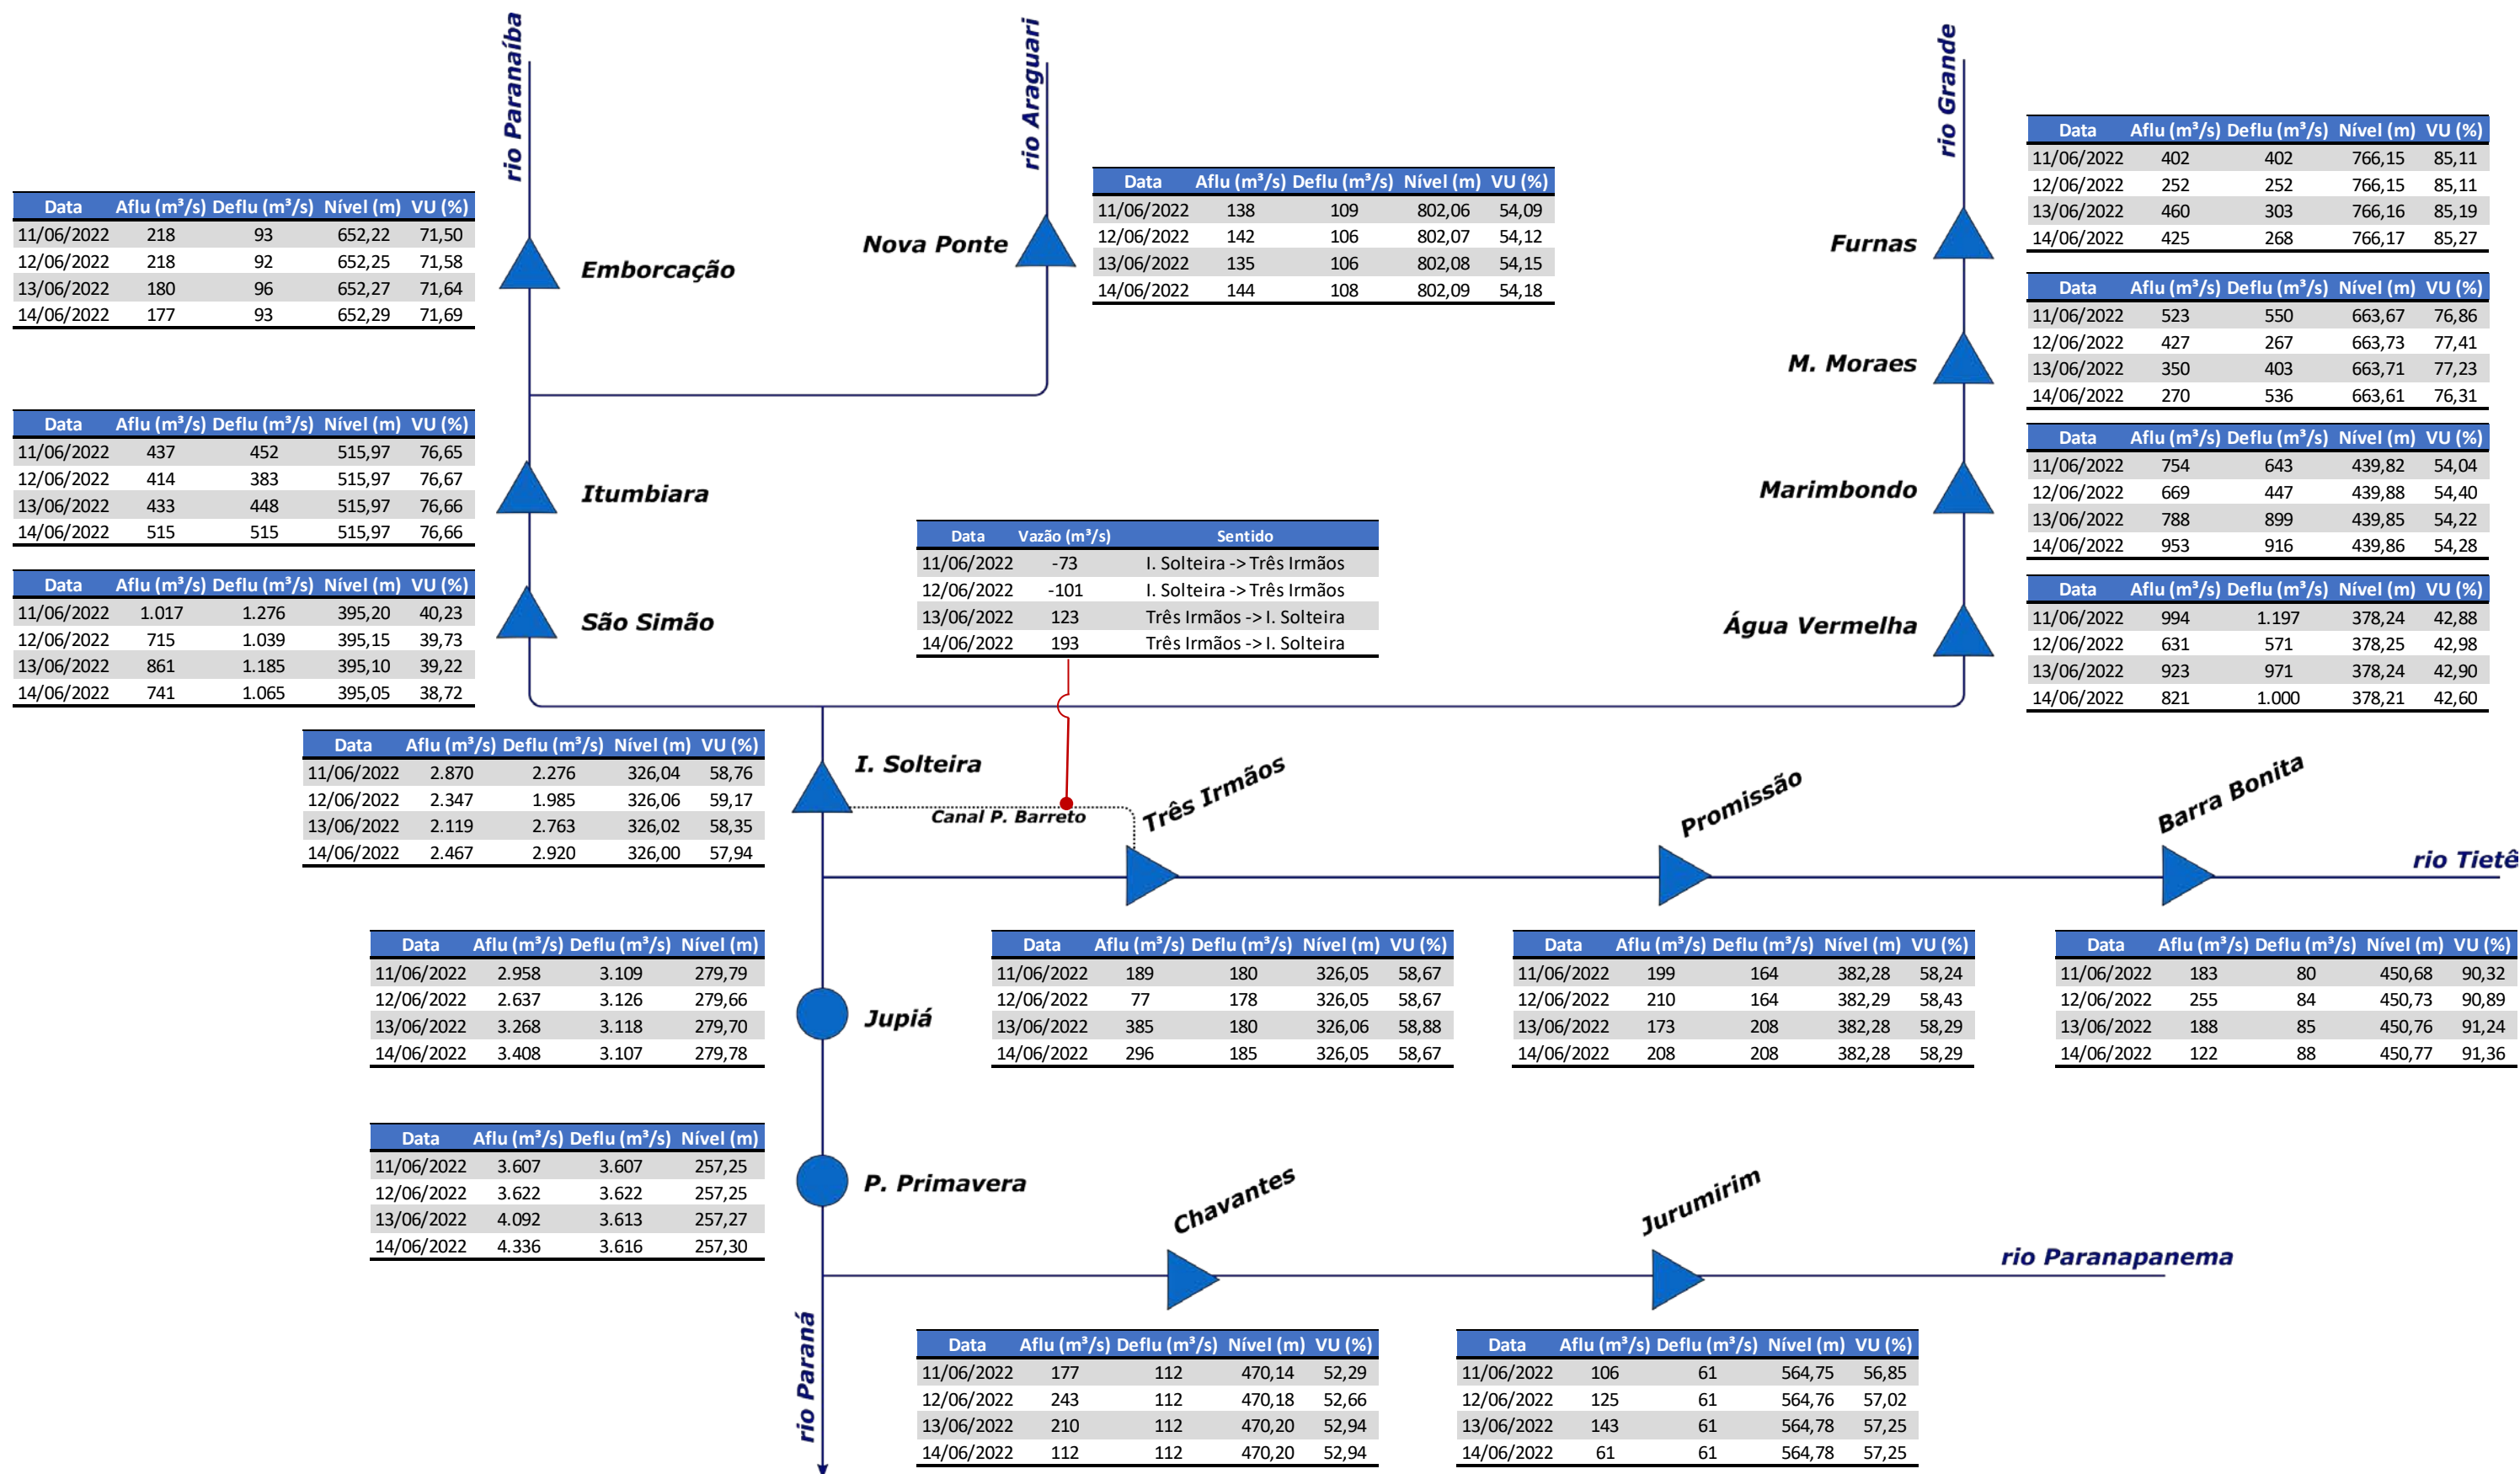 rio Paranaíba
rio Araguari
rio Grande
Data Aflu (m³/s) Deflu (m³/s) Nível (m) VU (%)
11/06/2022 402 402 766,15 85,11
12/06/2022 252 252 766,15 85,11
13/06/2022 460 303 766,16 85,19
14/06/2022 425 268 766,17 85,27
Furnas
Data Aflu (m³/s) Deflu (m³/s) Nível (m) VU (%)
11/06/2022 138 109 802,06 54,09
12/06/2022 142 106 802,07 54,12
13/06/2022 135 106 802,08 54,15
14/06/2022 144 108 802,09 54,18
Nova Ponte
Data Aflu (m³/s) Deflu (m³/s) Nível (m) VU (%)
11/06/2022 218 93 652,22 71,50
12/06/2022 218 92 652,25 71,58
13/06/2022 180 96 652,27 71,64
14/06/2022 177 93 652,29 71,69
Emborcação
Data Aflu (m³/s) Deflu (m³/s) Nível (m) VU (%)
11/06/2022 523 550 663,67 76,86
12/06/2022 427 267 663,73 77,41
13/06/2022 350 403 663,71 77,23
14/06/2022 270 536 663,61 76,31
M. Moraes
Data Aflu (m³/s) Deflu (m³/s) Nível (m) VU (%)
11/06/2022 437 452 515,97 76,65
12/06/2022 414 383 515,97 76,67
13/06/2022 433 448 515,97 76,66
14/06/2022 515 515 515,97 76,66
Itumbiara
Data Aflu (m³/s) Deflu (m³/s) Nível (m) VU (%)
11/06/2022 754 643 439,82 54,04
12/06/2022 669 447 439,88 54,40
13/06/2022 788 899 439,85 54,22
14/06/2022 953 916 439,86 54,28
Marimbondo
Data Vazão (m³/s) Sentido
11/06/2022 -73 I. Solteira -> Três Irmãos
12/06/2022 -101 I. Solteira -> Três Irmãos
13/06/2022 123 Três Irmãos -> I. Solteira
14/06/2022 193 Três Irmãos -> I. Solteira
Data Aflu (m³/s) Deflu (m³/s) Nível (m) VU (%)
11/06/2022 1.017 1.276 395,20 40,23
12/06/2022 715 1.039 395,15 39,73
13/06/2022 861 1.185 395,10 39,22
14/06/2022 741 1.065 395,05 38,72
São Simão
Data Aflu (m³/s) Deflu (m³/s) Nível (m) VU (%)
11/06/2022 994 1.197 378,24 42,88
12/06/2022 631 571 378,25 42,98
13/06/2022 923 971 378,24 42,90
14/06/2022 821 1.000 378,21 42,60
Água Vermelha
Data Aflu (m³/s) Deflu (m³/s) Nível (m) VU (%)
11/06/2022 2.870 2.276 326,04 58,76
12/06/2022 2.347 1.985 326,06 59,17
13/06/2022 2.119 2.763 326,02 58,35
14/06/2022 2.467 2.920 326,00 57,94
I. Solteira
Canal P. Barreto
Três Irmãos
Promissão
Barra Bonita
rio Tietê
Data Aflu (m³/s) Deflu (m³/s) Nível (m)
11/06/2022 2.958 3.109 279,79
12/06/2022 2.637 3.126 279,66
13/06/2022 3.268 3.118 279,70
14/06/2022 3.408 3.107 279,78
Jupiá
Data Aflu (m³/s) Deflu (m³/s) Nível (m) VU (%)
11/06/2022 189 180 326,05 58,67
12/06/2022 77 178 326,05 58,67
13/06/2022 385 180 326,06 58,88
14/06/2022 296 185 326,05 58,67
Data Aflu (m³/s) Deflu (m³/s) Nível (m) VU (%)
11/06/2022 199 164 382,28 58,24
12/06/2022 210 164 382,29 58,43
13/06/2022 173 208 382,28 58,29
14/06/2022 208 208 382,28 58,29
Data Aflu (m³/s) Deflu (m³/s) Nível (m) VU (%)
11/06/2022 183 80 450,68 90,32
12/06/2022 255 84 450,73 90,89
13/06/2022 188 85 450,76 91,24
14/06/2022 122 88 450,77 91,36
Data Aflu (m³/s) Deflu (m³/s) Nível (m)
11/06/2022 3.607 3.607 257,25
12/06/2022 3.622 3.622 257,25
13/06/2022 4.092 3.613 257,27
14/06/2022 4.336 3.616 257,30
P. Primavera
Chavantes
Jurumirim
rio Paranapanema
rio Paraná
Data Aflu (m³/s) Deflu (m³/s) Nível (m) VU (%)
11/06/2022 177 112 470,14 52,29
12/06/2022 243 112 470,18 52,66
13/06/2022 210 112 470,20 52,94
14/06/2022 112 112 470,20 52,94
Data Aflu (m³/s) Deflu (m³/s) Nível (m) VU (%)
11/06/2022 106 61 564,75 56,85
12/06/2022 125 61 564,76 57,02
13/06/2022 143 61 564,78 57,25
14/06/2022 61 61 564,78 57,25